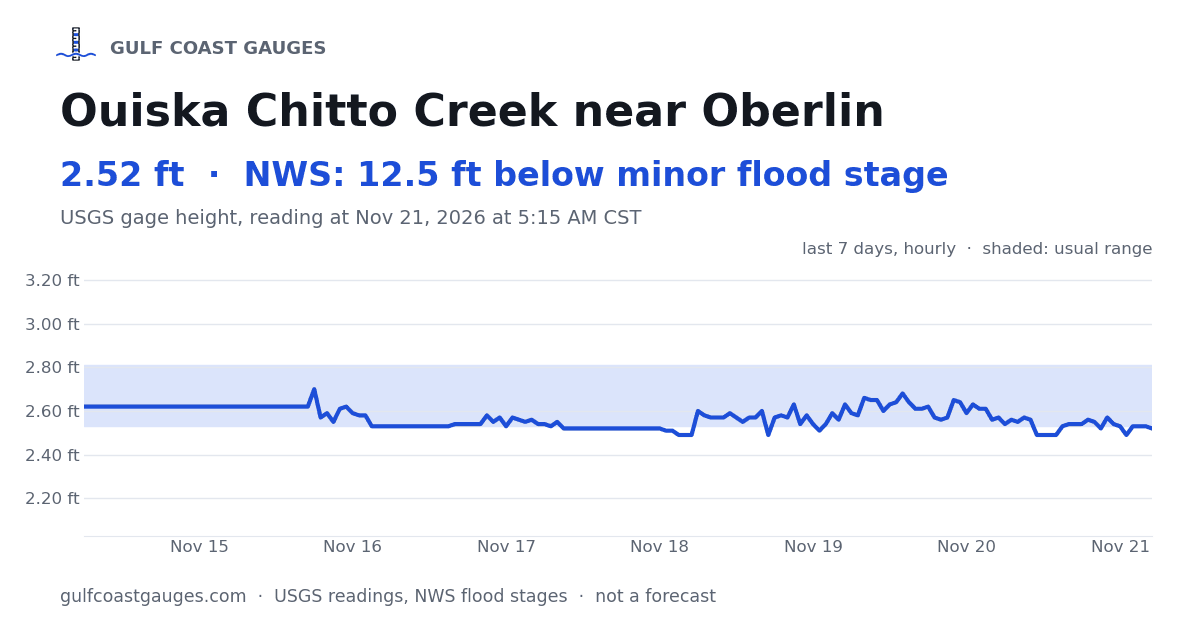 GULF COAST GAUGES
Ouiska Chitto Creek near Oberlin
2.52 ft · NWS: 12.5 ft below minor flood stage
USGS gage height, reading at Nov 21, 2026 at 5:15 AM CST
last 7 days, hourly · shaded: usual range
3.20 ft
3.00 ft
2.80 ft
2.60 ft
2.40 ft
2.20 ft
Nov 15 Nov 16 Nov 17 Nov 18 Nov 19 Nov 20 Nov 21
gulfcoastgauges.com · USGS readings, NWS flood stages · not a forecast